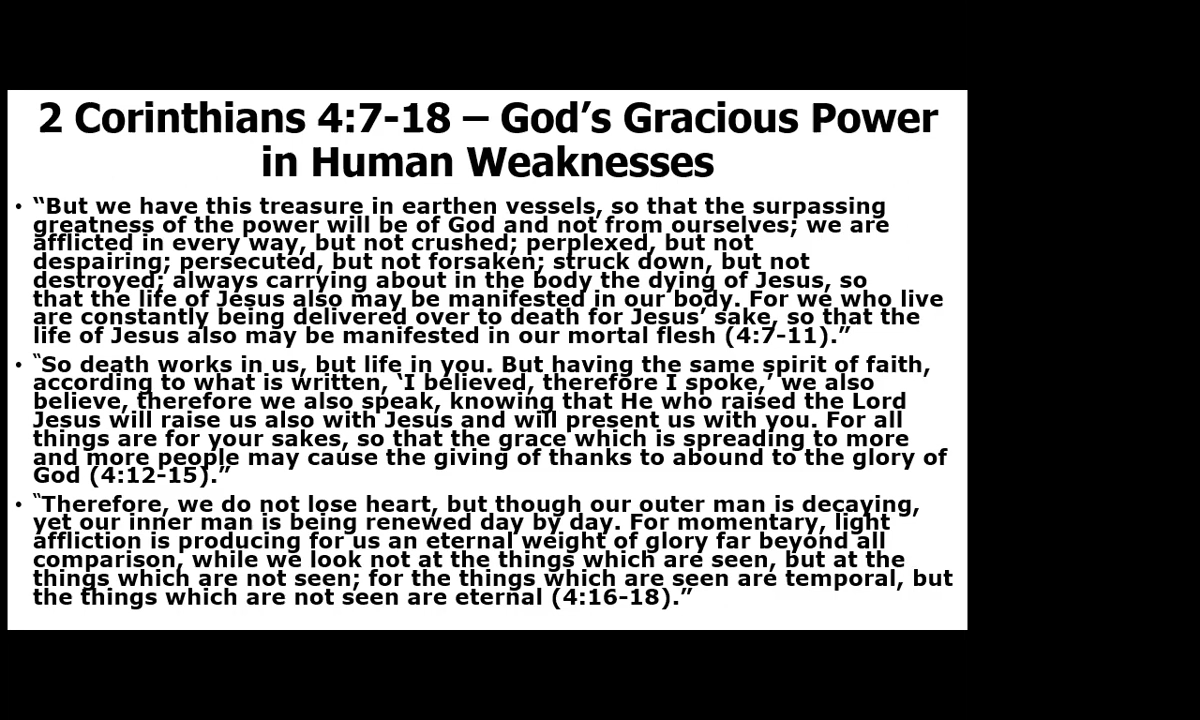 2 Corinthians 4:7-18 – God’s Gracious Power
in Human Weaknesses
• “But we have this treasure in earthen vessels, so that the surpassing
greatness of the power will be of God and not from ourselves; we are
afflicted in every way, but not crushed; perplexed, but not
despairing; persecuted, but not forsaken; struck down, but not
destroyed; always carrying about in the body the dying of Jesus, so
that the life of Jesus also may be manifested in our body. For we who live
are constantly being delivered over to death for Jesus’ sake, so that the
life of Jesus also may be manifested in our mortal flesh (4:7-11).”
• “So death works in us, but life in you. But having the same spirit of faith,
according to what is written, ‘I believed, therefore I spoke,’ we also
believe, therefore we also speak, knowing that He who raised the Lord
Jesus will raise us also with Jesus and will present us with you. For all
things are for your sakes, so that the grace which is spreading to more
and more people may cause the giving of thanks to abound to the glory of
God (4:12-15).”
• “Therefore, we do not lose heart, but though our outer man is decaying,
yet our inner man is being renewed day by day. For momentary, light
affliction is producing for us an eternal weight of glory far beyond all
comparison, while we look not at the things which are seen, but at the
things which are not seen; for the things which are seen are temporal, but
the things which are not seen are eternal (4:16-18).”